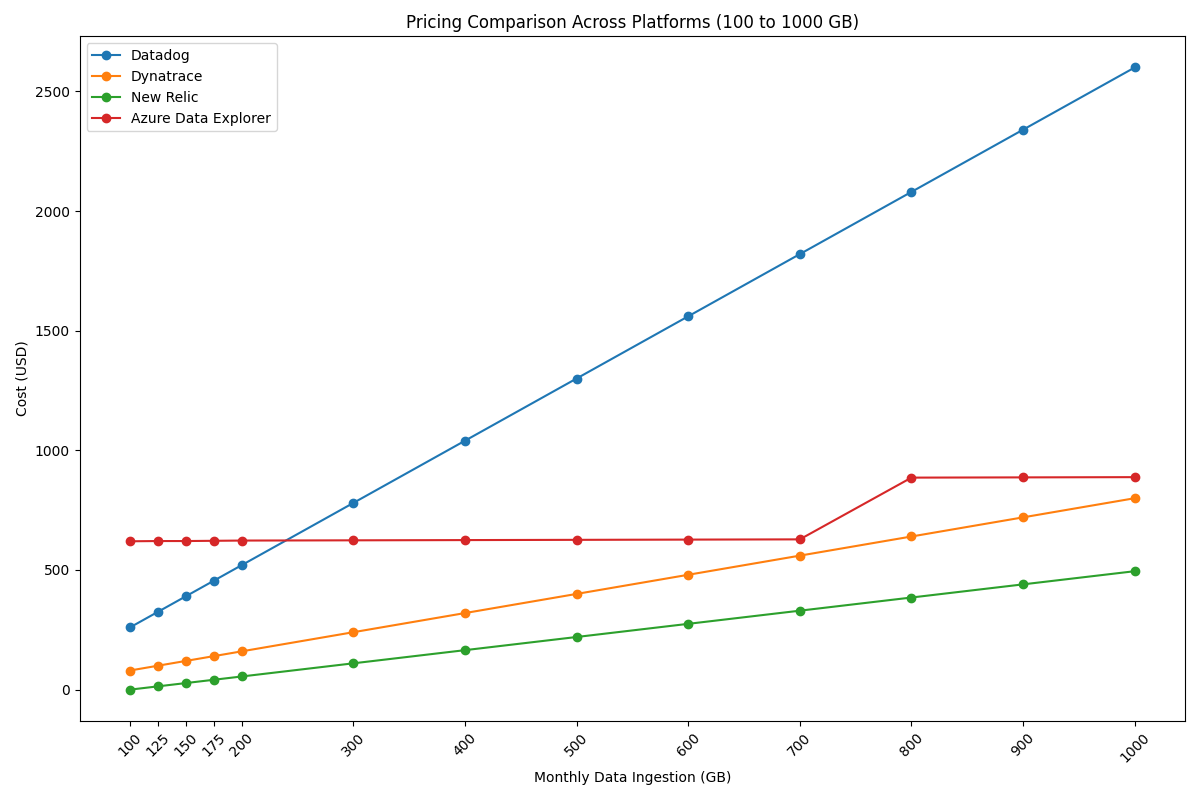 Pricing Comparison Across Platforms (100 to 1000 GB)
Datadog
Dynatrace
New Relic
Azure Data Explorer
2500
2000
1500
1000
500
0
Cost (USD)
100 125 150 175 200 300 400 500 600 700 800 900 1000
Monthly Data Ingestion (GB)